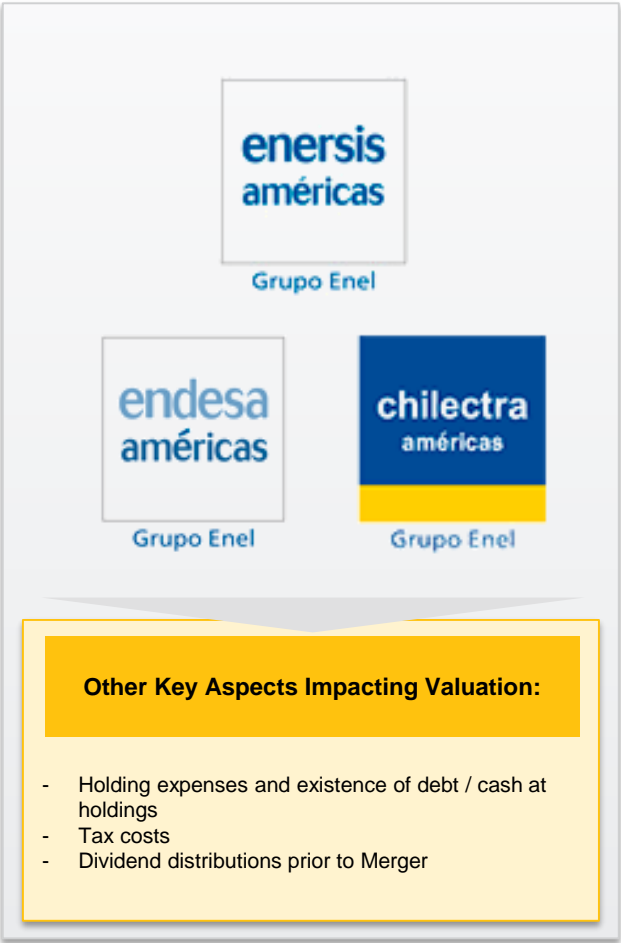 enersis
américas
Grupo Enel
endesa
américas
Grupo Enel
chilectra
américas
Grupo Enel
Other Key Aspects Impacting Valuation:
- Holding expenses and existence of debt / cash at
holdings
- Tax costs
- Dividend distributions prior to Merger